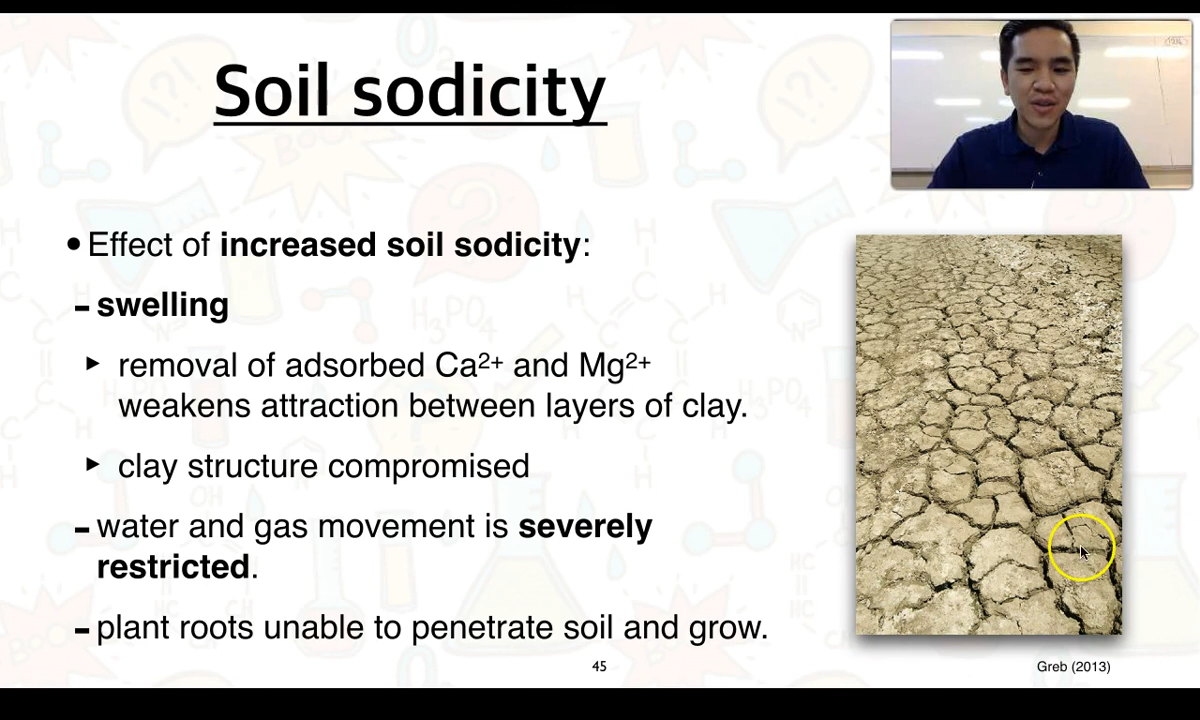 Soil sodicity
• Effect of increased soil sodicity:
- swelling
‣ removal of adsorbed Ca²⁺ and Mg²⁺
weakens attraction between layers of clay.
‣ clay structure compromised
- water and gas movement is severely
restricted.
- plant roots unable to penetrate soil and grow.
45
Greb (2013)